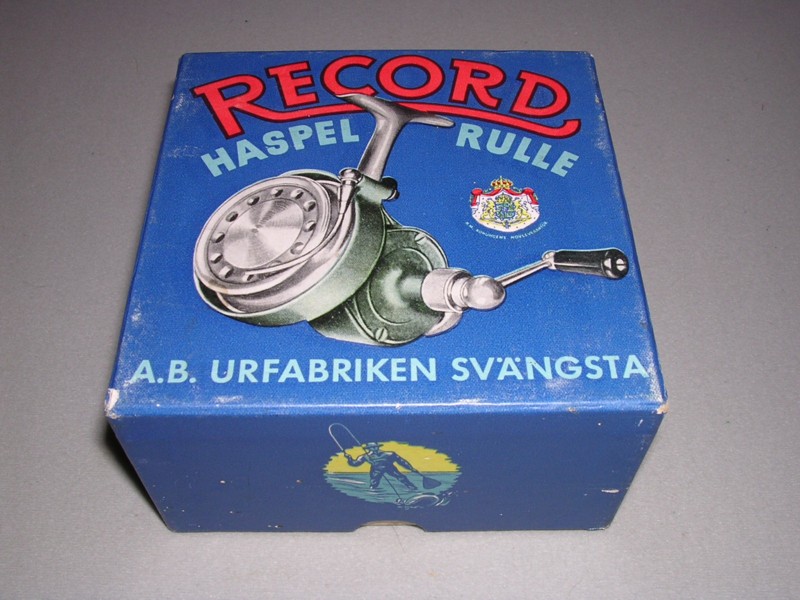 RECORD
HASPEL RULLE
A.B. URFABRIKEN SVÄNGSTA